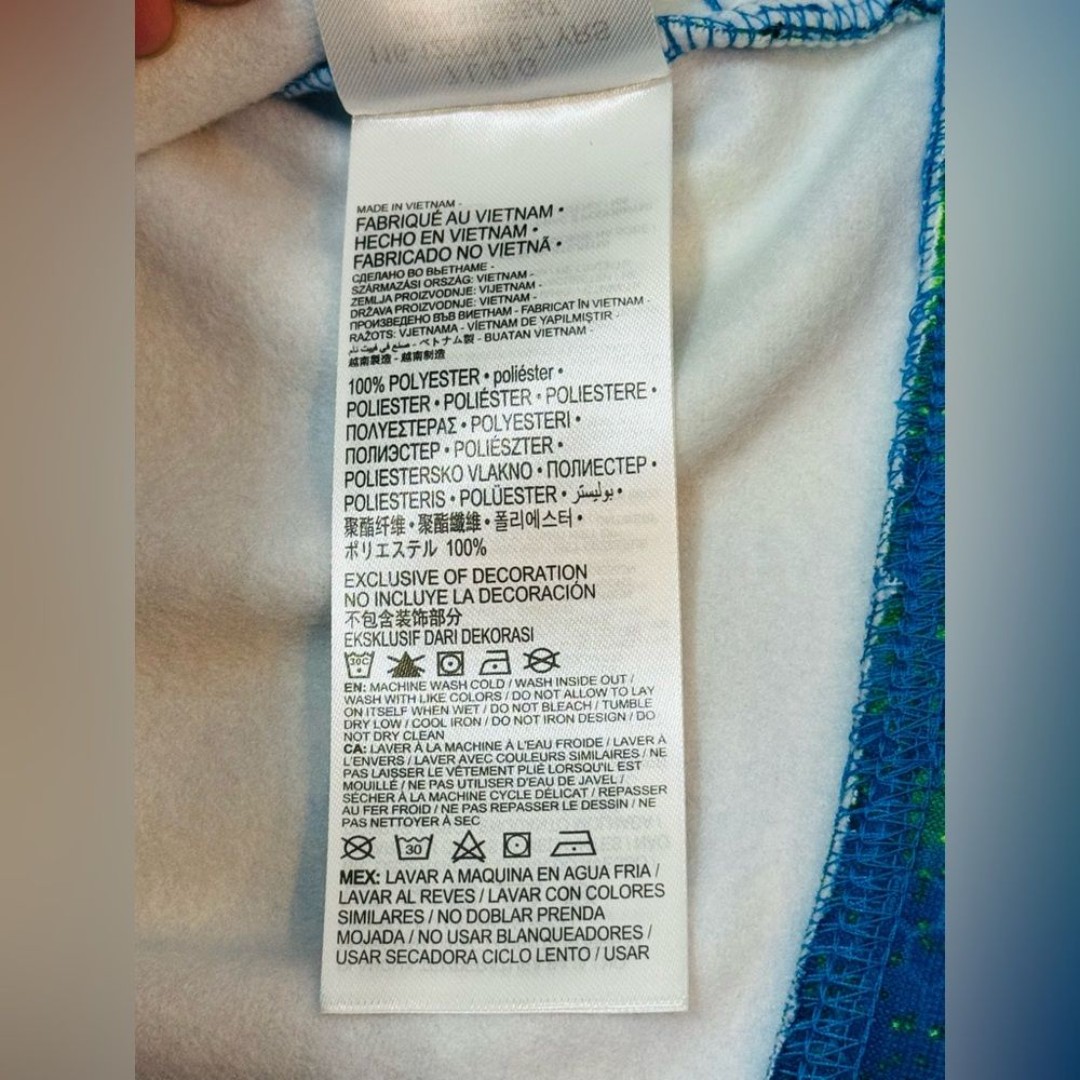 MADE IN VIETNAM -
FABRIQUÉ AU VIETNAM •
HECHO EN VIETNAM •
FABRICADO NO VIETNÃ •
СДЕЛАНО ВО ВЬЕТНАМЕ -
SZÁRMAZÁSI ORSZÁG: VIETNAM -
ZEMLJA PROIZVODNJE: VIJETNAM -
DRŽAVA PROIZVODNJE: VIETNAM -
ПРОИЗВЕДЕНО ВЪВ ВИЕТНАМ - FABRICAT ÎN VIETNAM -
RAŽOTS: VJETNAMA - VİETNAM DE YAPILMIŞTIR -
صنع في فييت نام - ベトナム製 - BUATAN VIETNAM -
越南製造 - 越南制造
100% POLYESTER • poliéster •
POLIESTER • POLIÉSTER • POLIESTERE •
ΠΟΛΥΕΣΤΕΡΑΣ • POLYESTERI •
ПОЛИЭСТЕР • POLIÉSZTER •
POLIESTERSKO VLAKNO • ПОЛИЕСТЕР •
POLIESTERIS • POLÜESTER • بوليستر •
聚酯纤维 • 聚酯纖維 • 폴리에스터 •
ポリエステル 100%
EXCLUSIVE OF DECORATION
NO INCLUYE LA DECORACIÓN
不包含装饰部分
EKSKLUSIF DARI DEKORASI
30C
EN: MACHINE WASH COLD / WASH INSIDE OUT /
WASH WITH LIKE COLORS / DO NOT ALLOW TO LAY
ON ITSELF WHEN WET / DO NOT BLEACH / TUMBLE
DRY LOW / COOL IRON / DO NOT IRON DESIGN / DO
NOT DRY CLEAN
CA: LAVER À LA MACHINE À L'EAU FROIDE / LAVER À
L'ENVERS / LAVER AVEC COULEURS SIMILAIRES / NE
PAS LAISSER LE VÊTEMENT PLIÉ LORSQU'IL EST
MOUILLÉ / NE PAS UTILISER D'EAU DE JAVEL /
SÉCHER À LA MACHINE CYCLE DÉLICAT / REPASSER
AU FER FROID / NE PAS REPASSER LE DESSIN / NE
PAS NETTOYER À SEC
30
MEX: LAVAR A MAQUINA EN AGUA FRIA /
LAVAR AL REVES / LAVAR CON COLORES
SIMILARES / NO DOBLAR PRENDA
MOJADA / NO USAR BLANQUEADORES /
USAR SECADORA CICLO LENTO / USAR